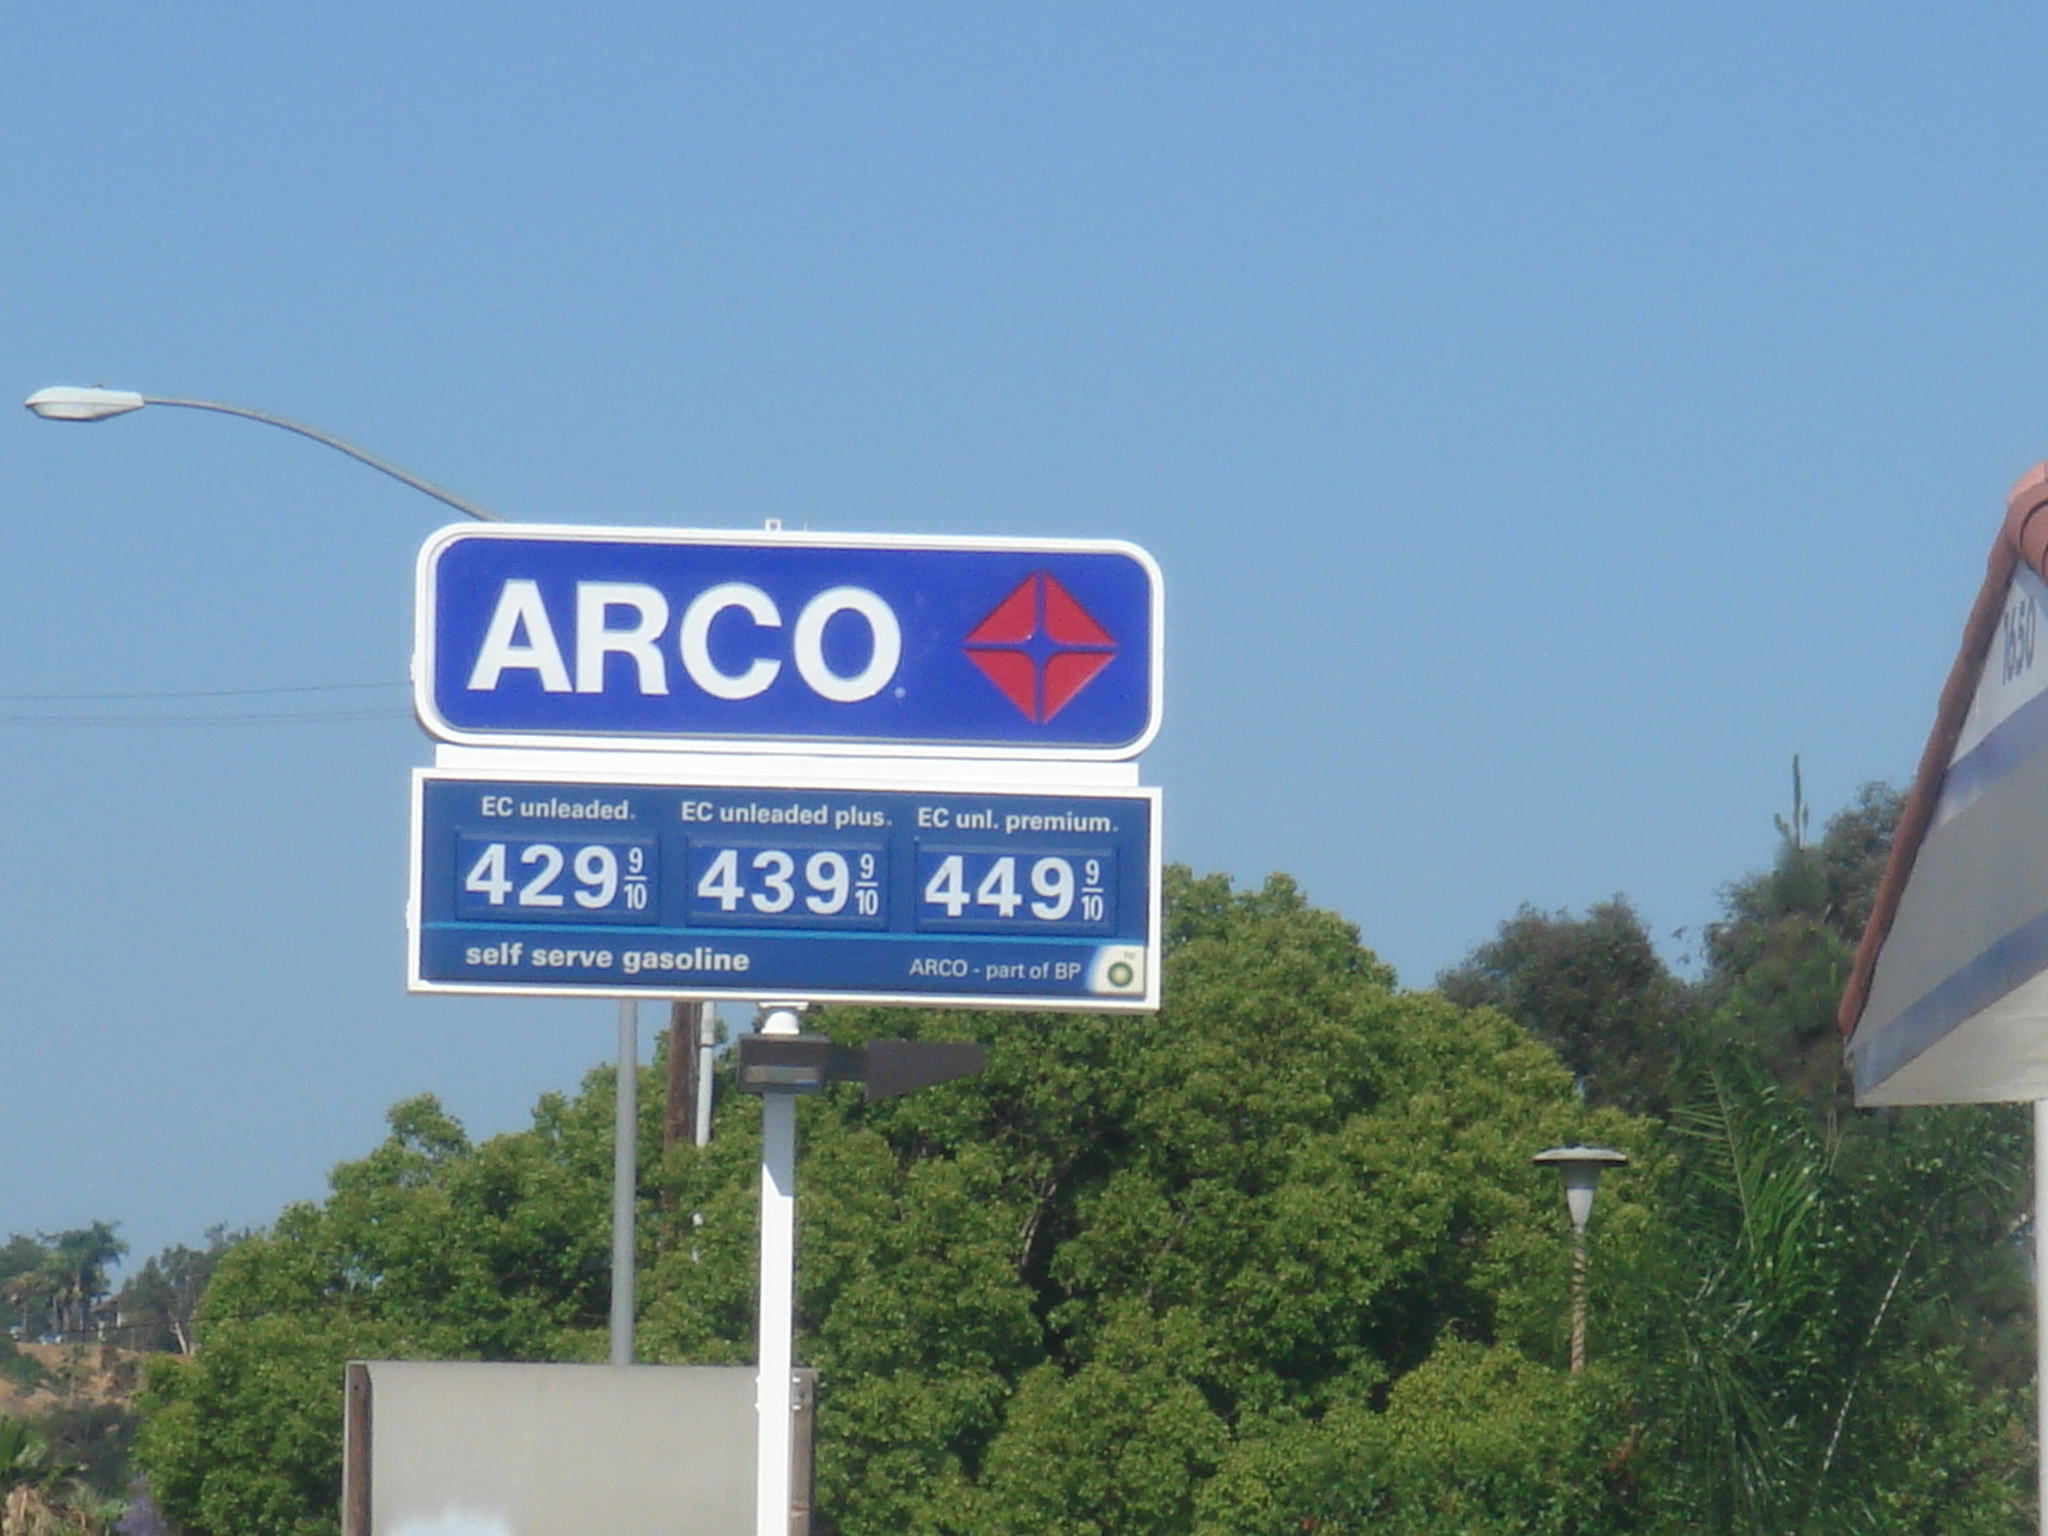 ARCO
EC unleaded. EC unleaded plus. EC unl. premium.
429 9/10 439 9/10 449 9/10
self serve gasoline ARCO - part of BP
1650